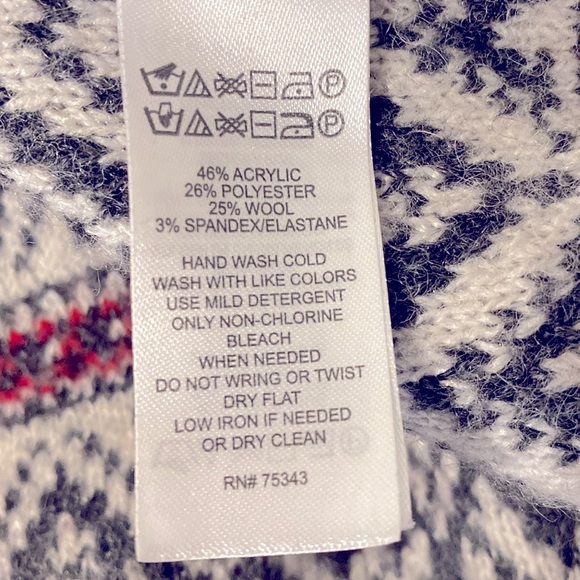 46% ACRYLIC
26% POLYESTER
25% WOOL
3% SPANDEX/ELASTANE
HAND WASH COLD
WASH WITH LIKE COLORS
USE MILD DETERGENT
ONLY NON-CHLORINE
BLEACH
WHEN NEEDED
DO NOT WRING OR TWIST
DRY FLAT
LOW IRON IF NEEDED
OR DRY CLEAN
RN# 75343